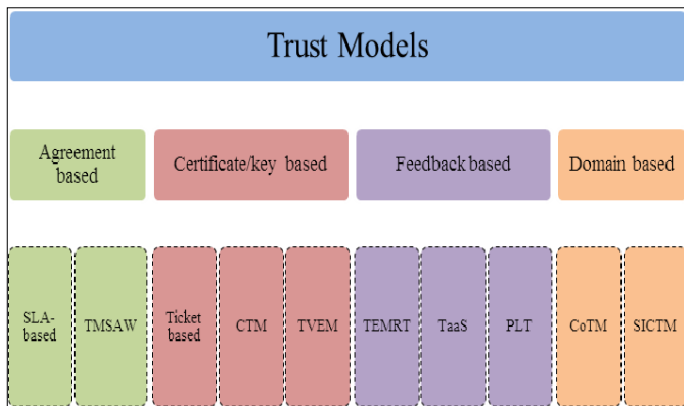 Trust Models
Agreement
based
Certificate/key based
Feedback based
Domain based
SLA-
based
TMSAW
Ticket
based
CTM
TVEM
TEMRT
TaaS
PLT
CoTM
SICTM